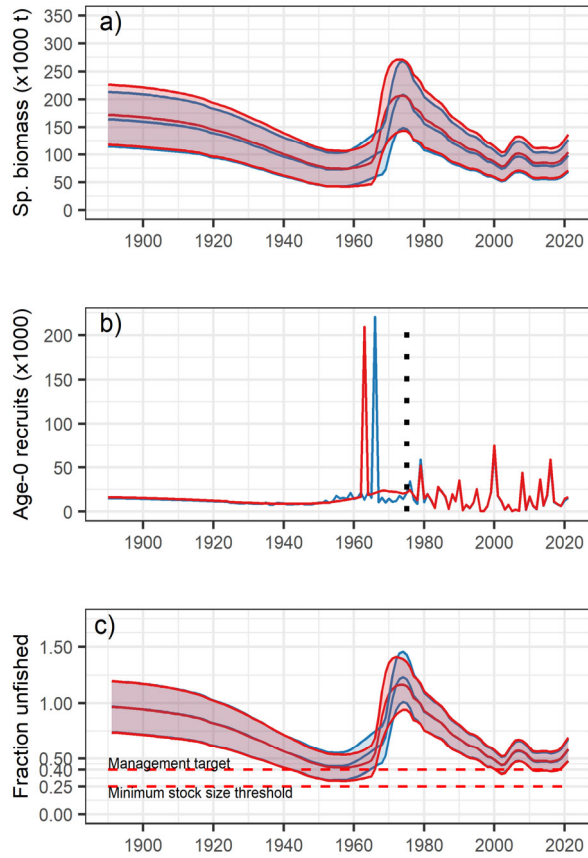 a)
Sp. biomass (x1000 t)
350
300
250
200
150
100
50
0
1900 1920 1940 1960 1980 2000 2020
b)
Age-0 recruits (x1000)
200
150
100
50
0
1900 1920 1940 1960 1980 2000 2020
c)
Fraction unfished
1.50
1.00
0.50
0.40
0.25
0.00
Management target
Minimum stock size threshold
1900 1920 1940 1960 1980 2000 2020